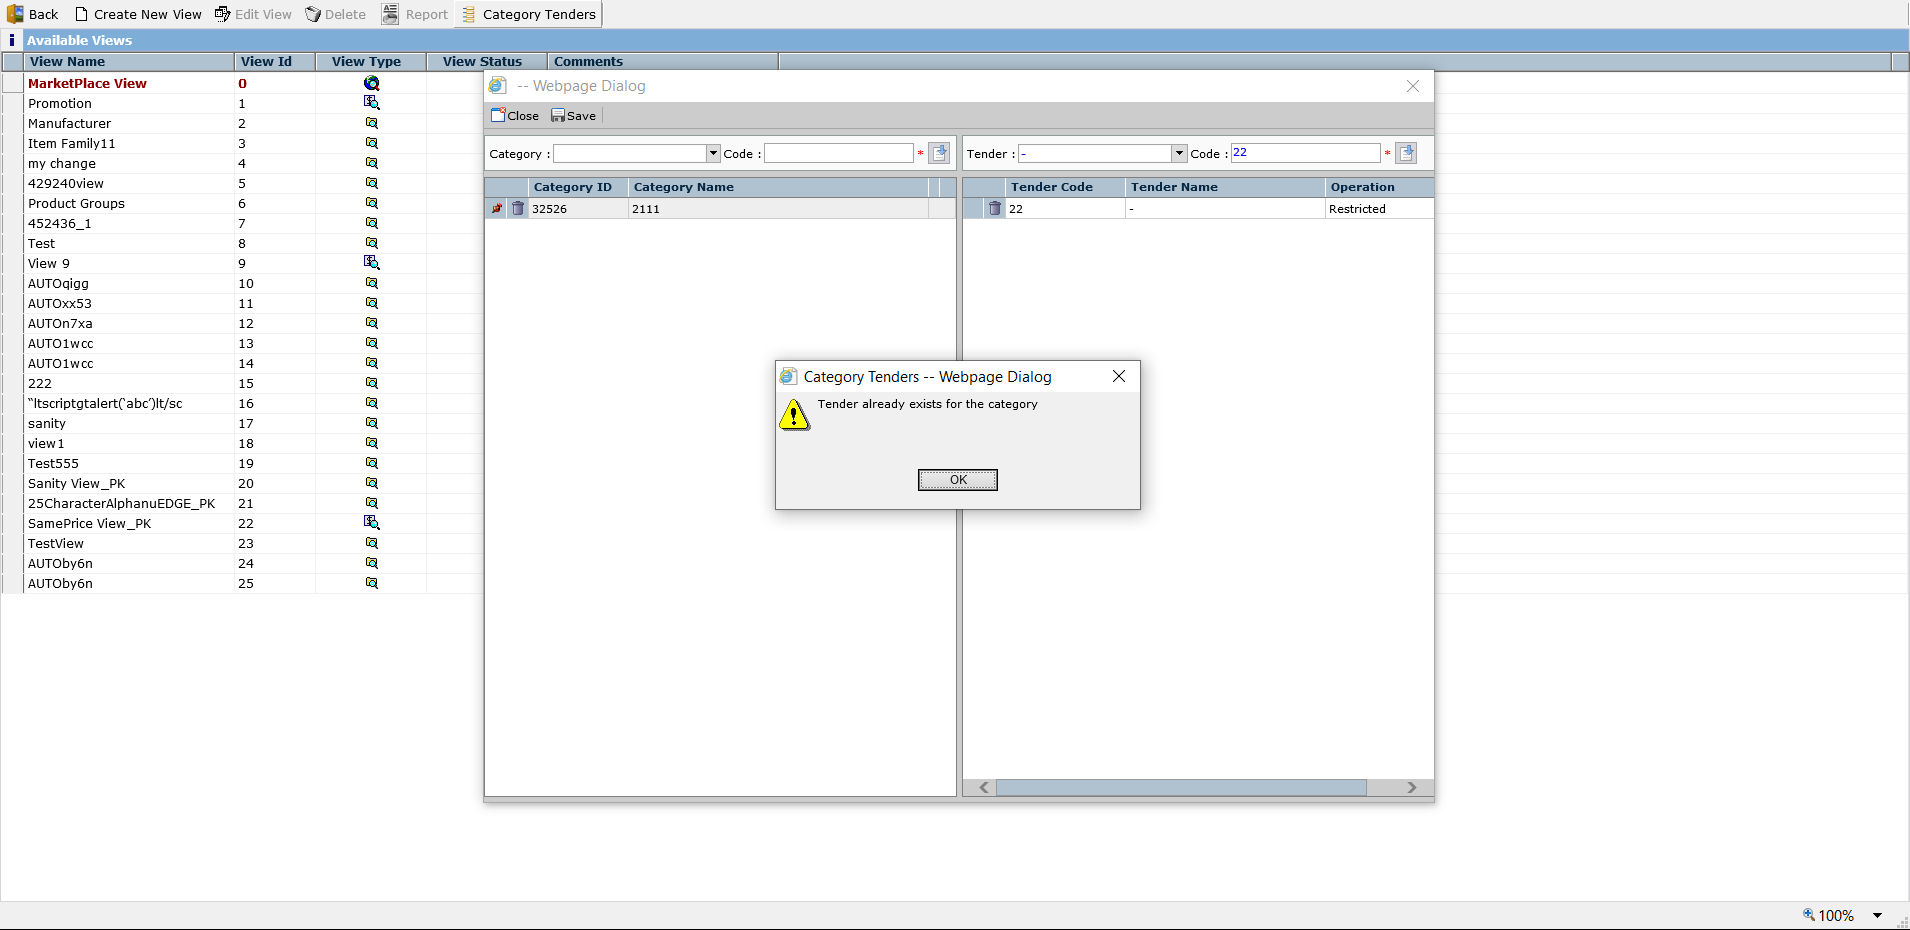 Back Create New View Edit View Delete Report Category Tenders
i Available Views
View Name View Id View Type View Status Comments
MarketPlace View 0
Promotion 1
Manufacturer 2
Item Family11 3
my change 4
429240view 5
Product Groups 6
452436_1 7
Test 8
View 9 9
AUTOqigg 10
AUTOxx53 11
AUTOn7xa 12
AUTO1wcc 13
AUTO1wcc 14
222 15
“ltscriptgtalert(‘abc’)lt/sc 16
sanity 17
view1 18
Test555 19
Sanity View_PK 20
25CharacterAlphanuEDGE_PK 21
SamePrice View_PK 22
TestView 23
AUTOby6n 24
AUTOby6n 25
-- Webpage Dialog
Close Save
Category : Code : *
Tender : - Code : 22 *
Category ID Category Name
32526 2111
Tender Code Tender Name Operation
22 - Restricted
Category Tenders -- Webpage Dialog
Tender already exists for the category
OK
100%